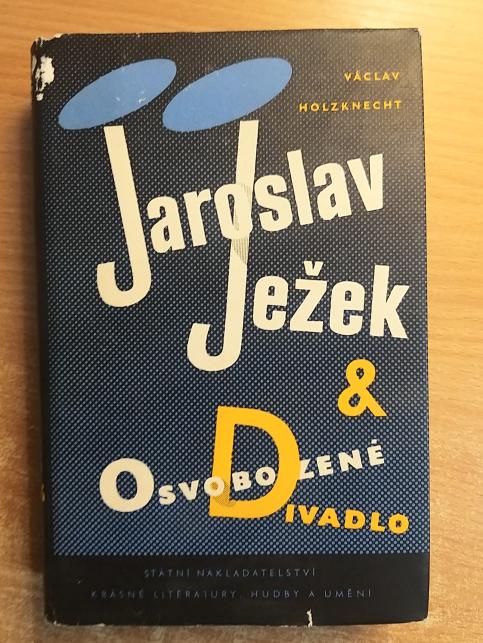 VÁCLAV
HOLZKNECHT
Jaroslav
Ježek
&
OSVOBOZENÉ
DIVADLO
STÁTNÍ NAKLADATELSTVÍ
KRÁSNÉ LITERATURY, HUDBY A UMĚNÍ